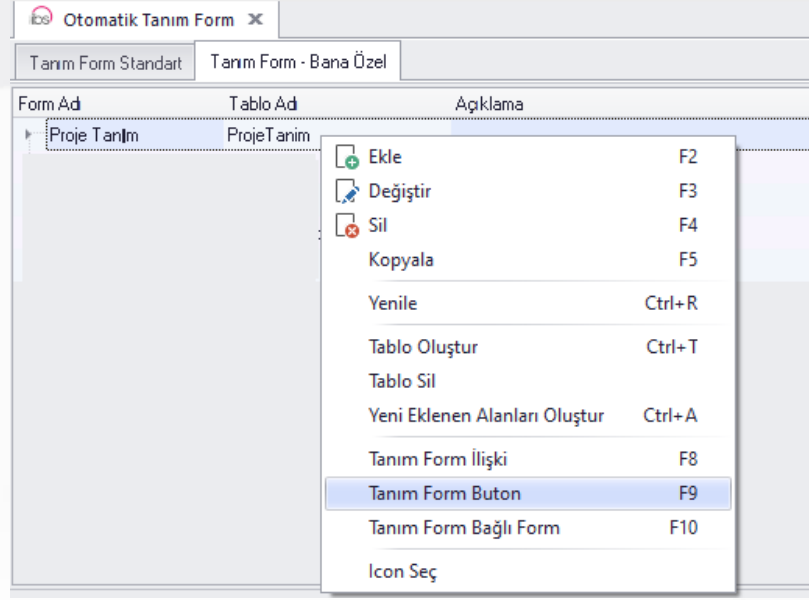 ibs Otomatik Tanım Form X
Tanım Form Standart Tanım Form - Bana Özel
Form Adı Tablo Adı Açıklama
Proje Tanım ProjeTanim
Ekle F2
Değiştir F3
Sil F4
Kopyala F5
Yenile Ctrl+R
Tablo Oluştur Ctrl+T
Tablo Sil
Yeni Eklenen Alanları Oluştur Ctrl+A
Tanım Form İlişki F8
Tanım Form Buton F9
Tanım Form Bağlı Form F10
Icon Seç